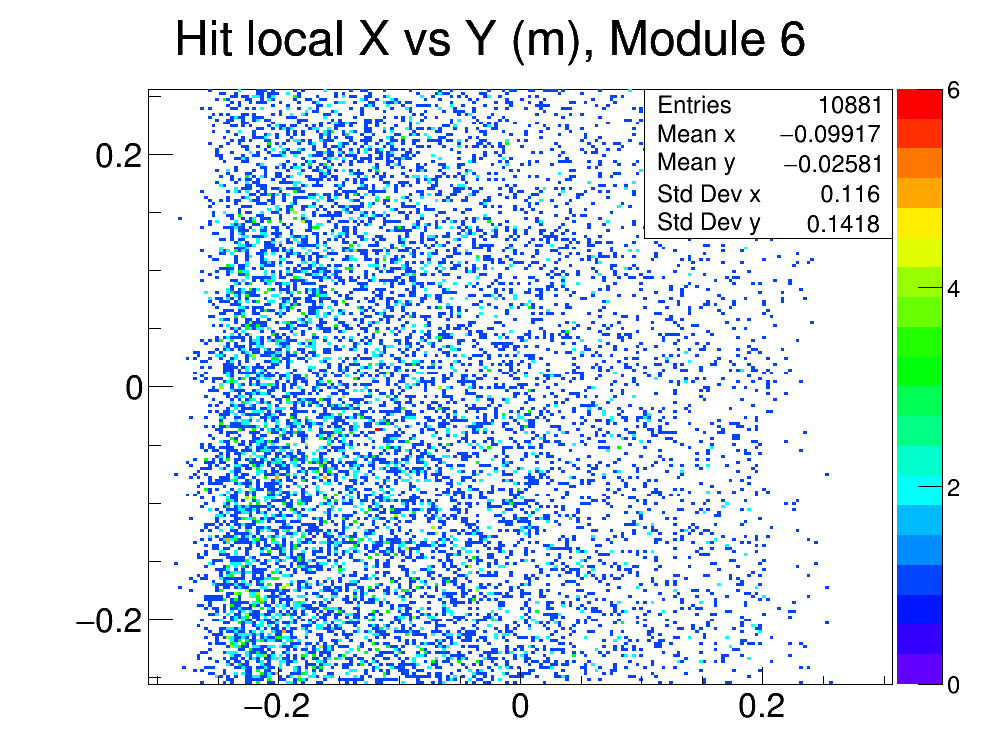 Hit local X vs Y (m), Module 6
Entries 10881
Mean x −0.09917
Mean y −0.02581
Std Dev x 0.116
Std Dev y 0.1418
0.2
0
−0.2
−0.2 0 0.2
6
4
2
0